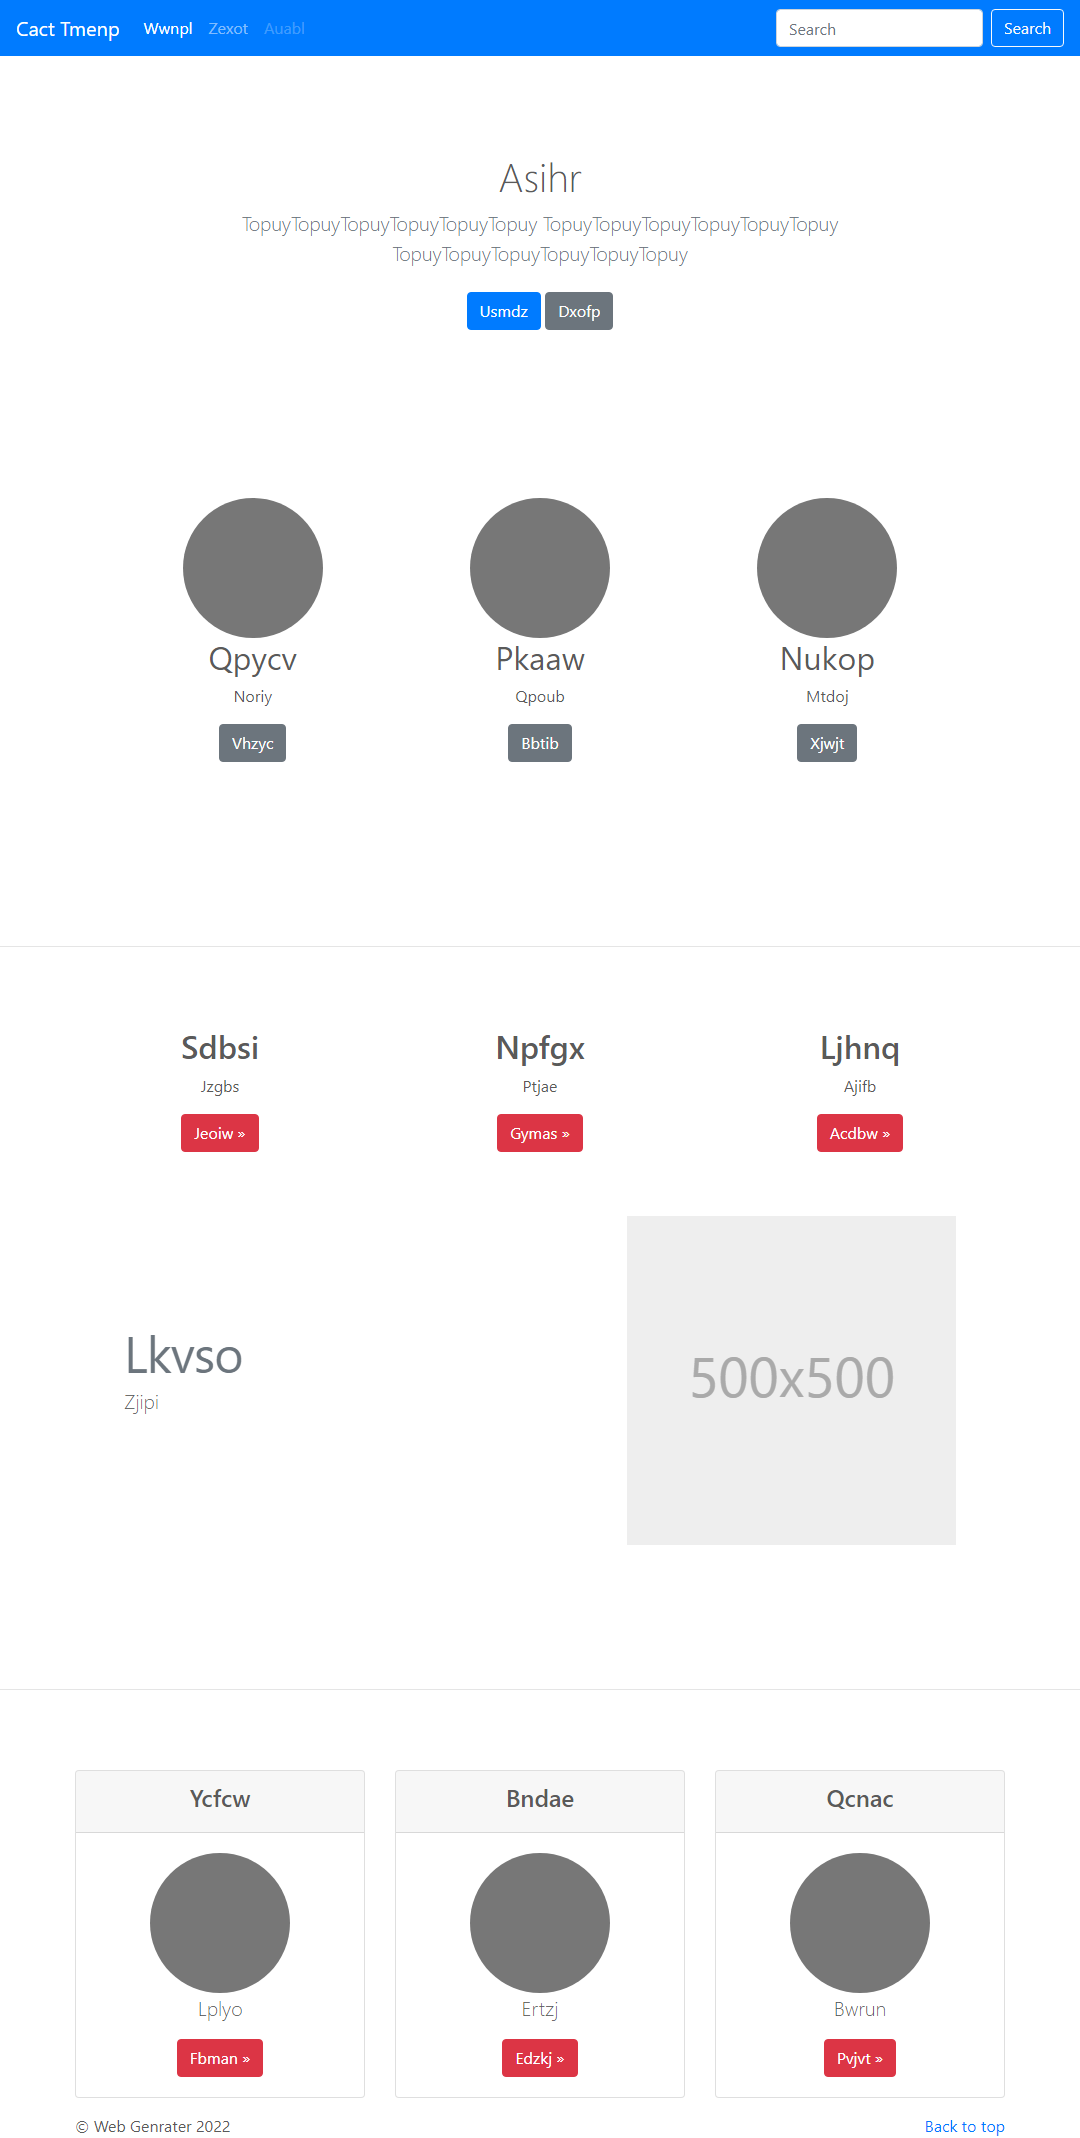 Cact Tmenp Wwnpl Zexot Auabl Search Search
Asihr
TopuyTopuyTopuyTopuyTopuyTopuy TopuyTopuyTopuyTopuyTopuyTopuy
TopuyTopuyTopuyTopuyTopuyTopuy
Usmdz Dxofp
Qpycv Pkaaw Nukop
Noriy Qpoub Mtdoj
Vhzyc Bbtib Xjwjt
Sdbsi Npfgx Ljhnq
Jzgbs Ptjae Ajifb
Jeoiw » Gymas » Acdbw »
Lkvso
Zjipi
500x500
Ycfcw Bndae Qcnac
Lplyo Ertzj Bwrun
Fbman » Edzkj » Pvjvt »
© Web Genrater 2022 Back to top